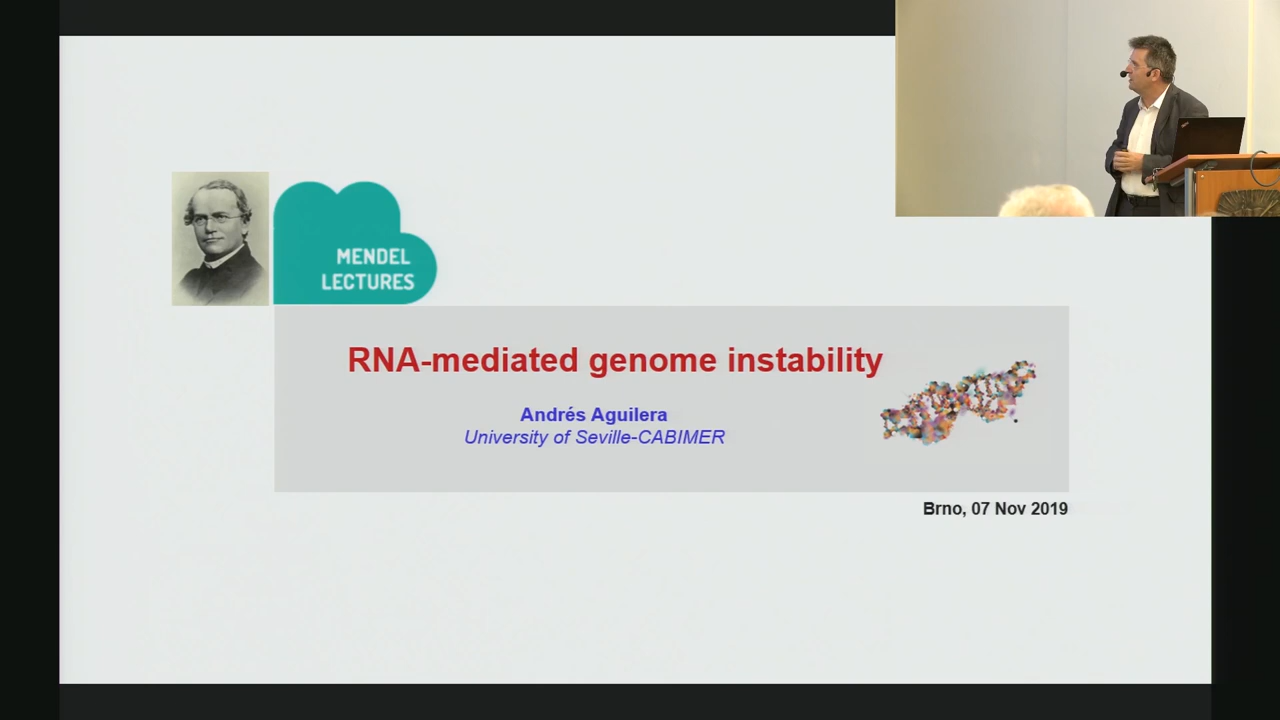 MENDEL
LECTURES
RNA-mediated genome instability
Andrés Aguilera
University of Seville-CABIMER
Brno, 07 Nov 2019